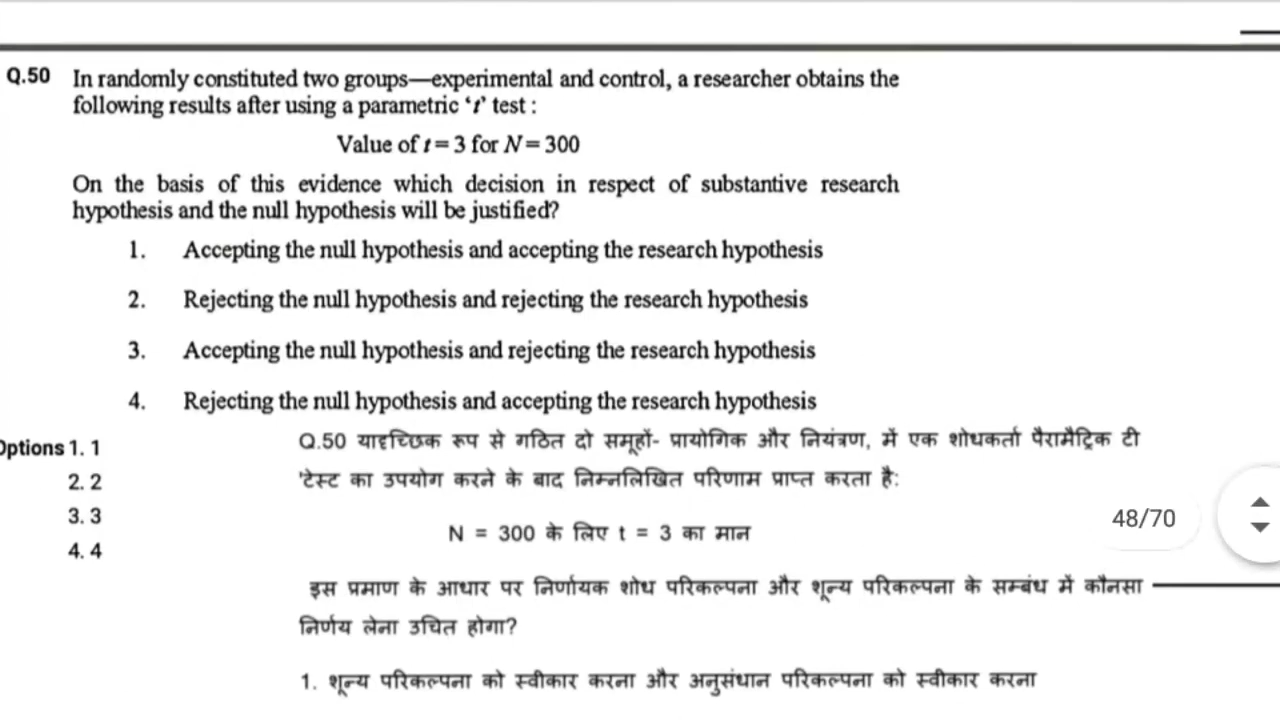 Q.50 In randomly constituted two groups—experimental and control, a researcher obtains the
following results after using a parametric ‘t’ test :
Value of t = 3 for N = 300
On the basis of this evidence which decision in respect of substantive research
hypothesis and the null hypothesis will be justified?
1. Accepting the null hypothesis and accepting the research hypothesis
2. Rejecting the null hypothesis and rejecting the research hypothesis
3. Accepting the null hypothesis and rejecting the research hypothesis
4. Rejecting the null hypothesis and accepting the research hypothesis
Options 1. 1
2. 2
3. 3
4. 4
Q.50 यादृच्छिक रूप से गठित दो समूहों- प्रायोगिक और नियंत्रण, में एक शोधकर्ता पैरामैट्रिक टी
'टेस्ट का उपयोग करने के बाद निम्नलिखित परिणाम प्राप्त करता है:
N = 300 के लिए t = 3 का मान
48/70
इस प्रमाण के आधार पर निर्णायक शोध परिकल्पना और शून्य परिकल्पना के सम्बंध में कौनसा
निर्णय लेना उचित होगा?
1. शून्य परिकल्पना को स्वीकार करना और अनुसंधान परिकल्पना को स्वीकार करना